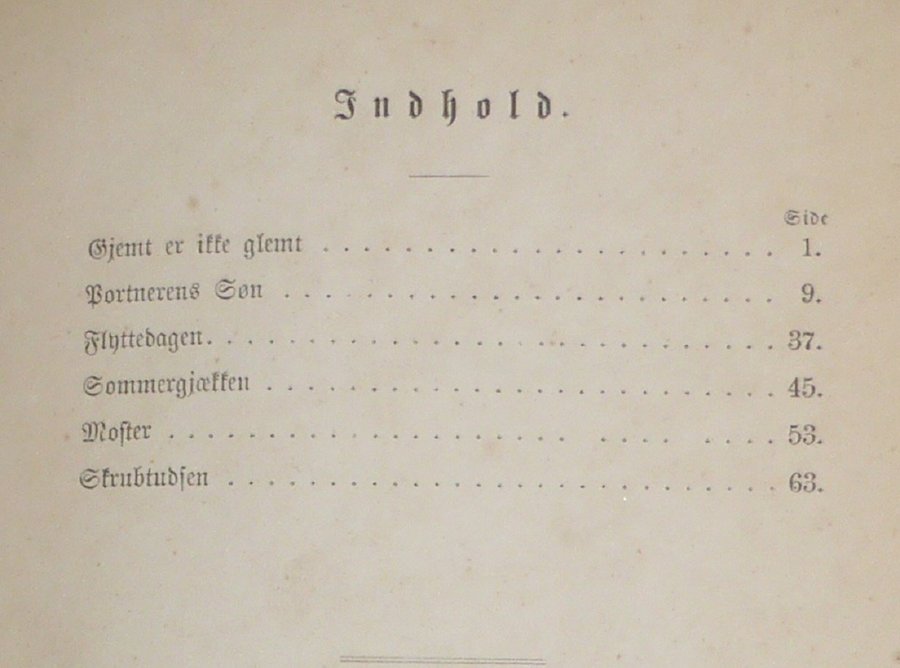 Indhold.
Side
Gjemt er ikke glemt . . . . . . . . . . . . . . . . . . . . . . . 1.
Portnerens Søn . . . . . . . . . . . . . . . . . . . . . . . . . 9.
Flyttedagen. . . . . . . . . . . . . . . . . . . . . . . . . . . . 37.
Sommergjækken . . . . . . . . . . . . . . . . . . . . . . . . . . 45.
Moster . . . . . . . . . . . . . . . . . . . . . . . . . . . . 53.
Skrubtudsen . . . . . . . . . . . . . . . . . . . . . . . . . . . 63.